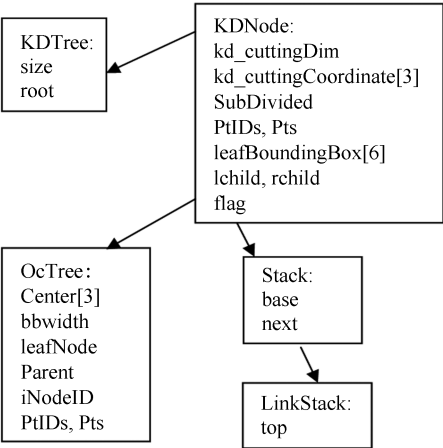 KDTree:
size
root
KDNode:
kd_cuttingDim
kd_cuttingCoordinate[3]
SubDivided
PtIDs, Pts
leafBoundingBox[6]
lchild, rchild
flag
OcTree:
Center[3]
bbwidth
leafNode
Parent
iNodeID
PtIDs, Pts
Stack:
base
next
LinkStack:
top